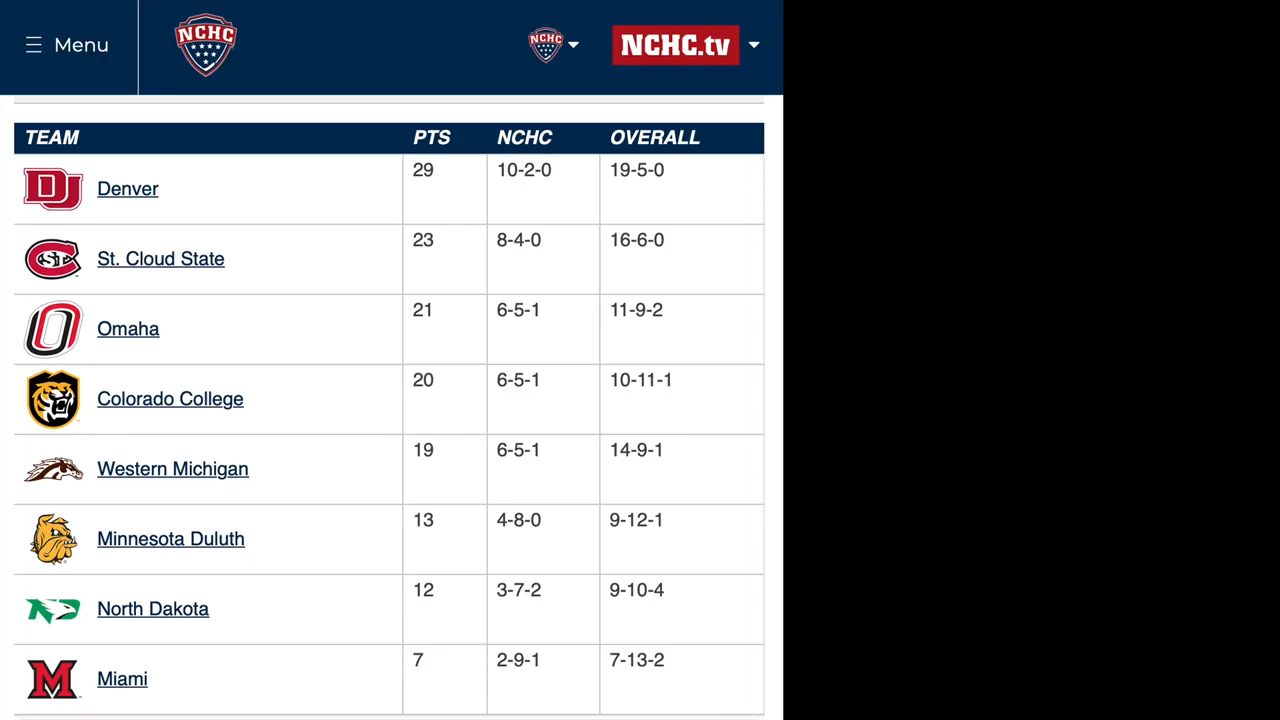 Menu
NCHC
NCHC
NCHC.tv
TEAM PTS NCHC OVERALL
Denver 29 10-2-0 19-5-0
St. Cloud State 23 8-4-0 16-6-0
Omaha 21 6-5-1 11-9-2
Colorado College 20 6-5-1 10-11-1
Western Michigan 19 6-5-1 14-9-1
Minnesota Duluth 13 4-8-0 9-12-1
North Dakota 12 3-7-2 9-10-4
Miami 7 2-9-1 7-13-2